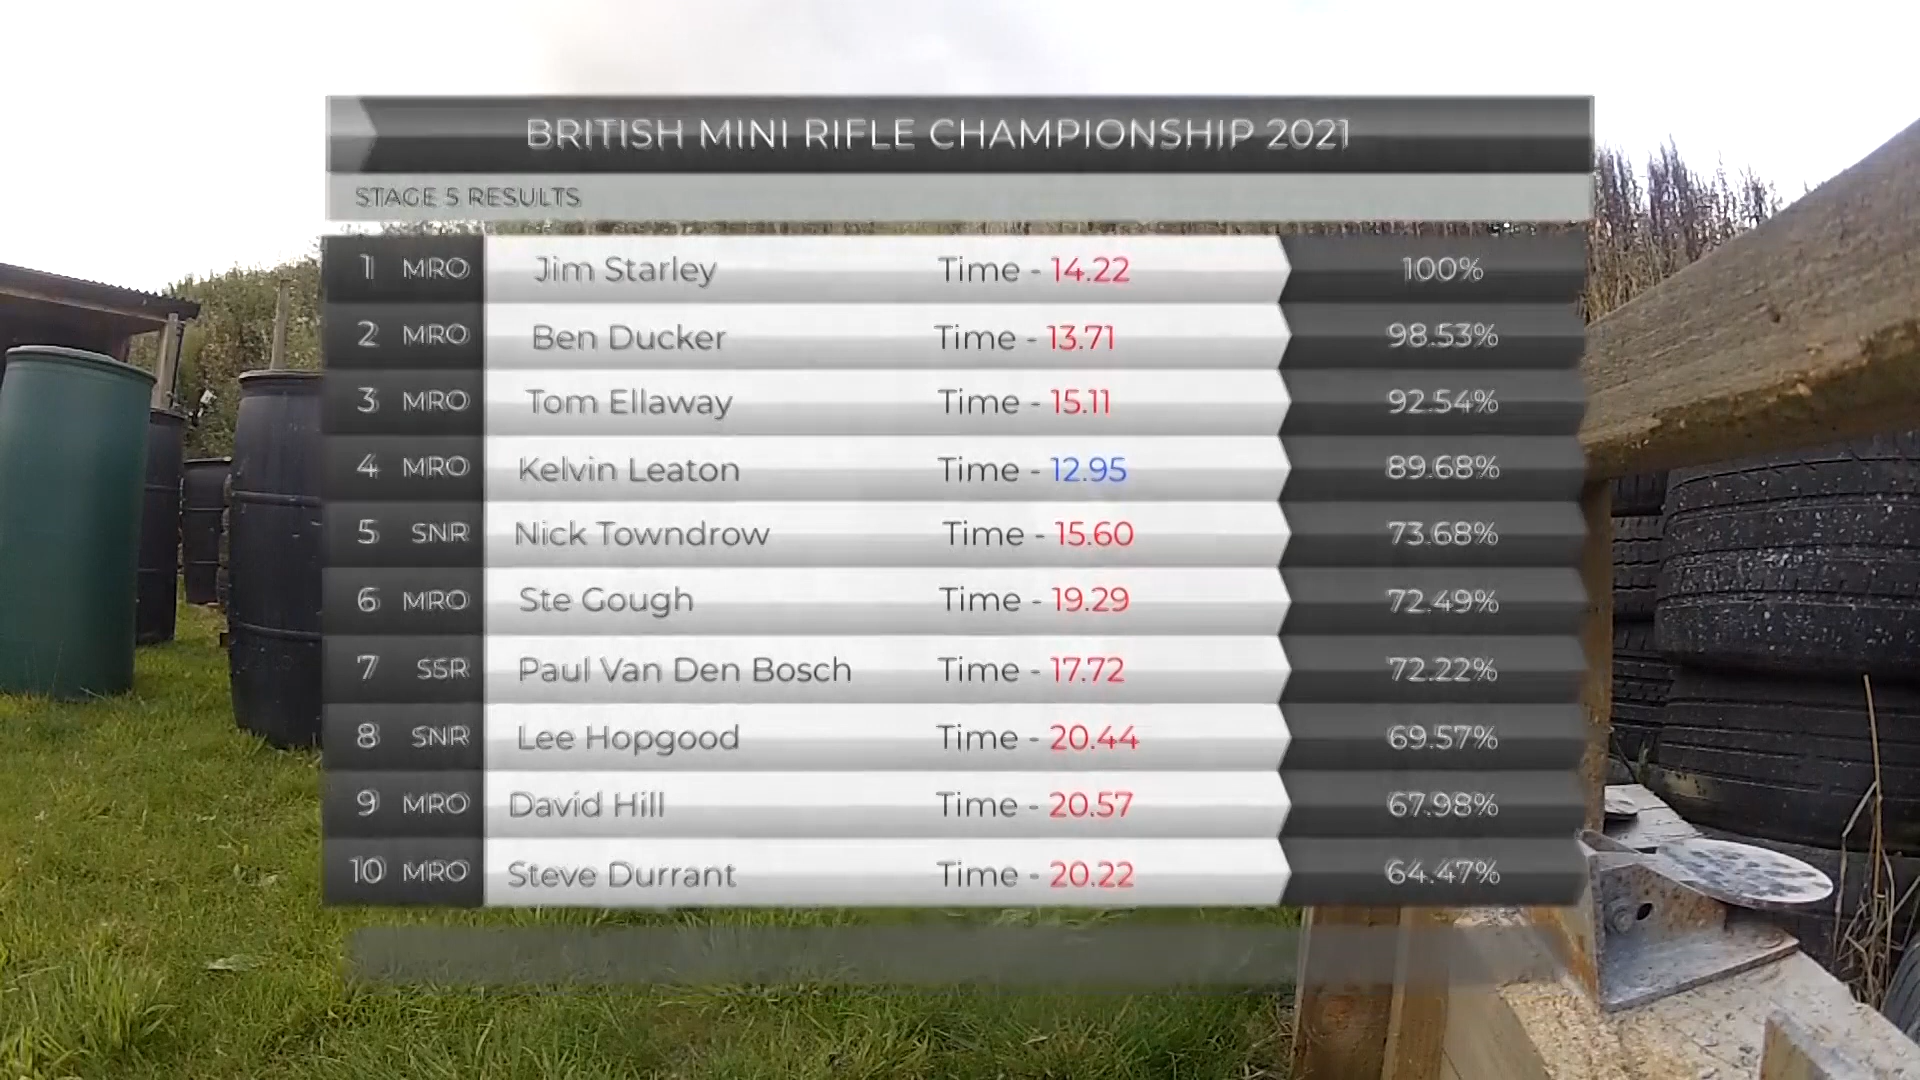 BRITISH MINI RIFLE CHAMPIONSHIP 2021
STAGE 5 RESULTS
1 MRO Jim Starley Time - 14.22 100%
2 MRO Ben Ducker Time - 13.71 98.53%
3 MRO Tom Ellaway Time - 15.11 92.54%
4 MRO Kelvin Leaton Time - 12.95 89.68%
5 SNR Nick Towndrow Time - 15.60 73.68%
6 MRO Ste Gough Time - 19.29 72.49%
7 SSR Paul Van Den Bosch Time - 17.72 72.22%
8 SNR Lee Hopgood Time - 20.44 69.57%
9 MRO David Hill Time - 20.57 67.98%
10 MRO Steve Durrant Time - 20.22 64.47%